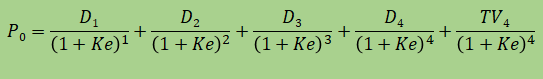 P₀ = D₁/(1 + Ke)¹ + D₂/(1 + Ke)² + D₃/(1 + Ke)³ + D₄/(1 + Ke)⁴ + TV₄/(1 + Ke)⁴